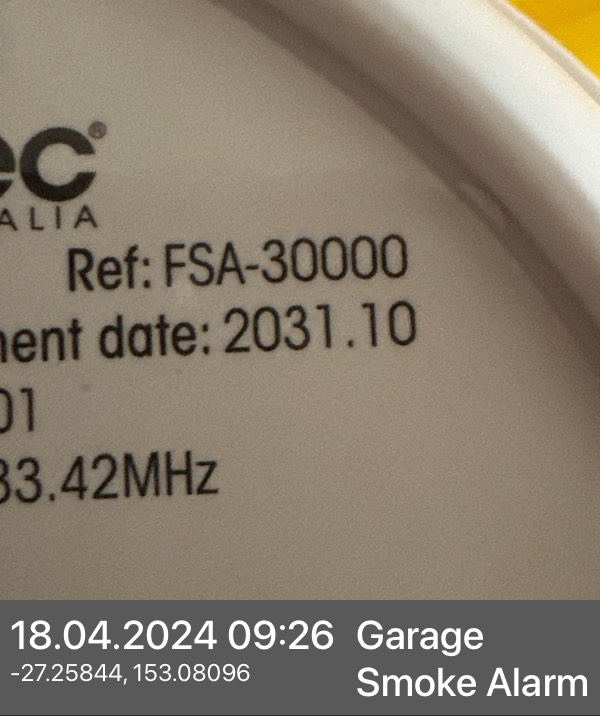 ec®
ALIA
Ref: FSA-30000
ent date: 2031.10
01
33.42MHz
18.04.2024 09:26
-27.25844, 153.08096
Garage
Smoke Alarm